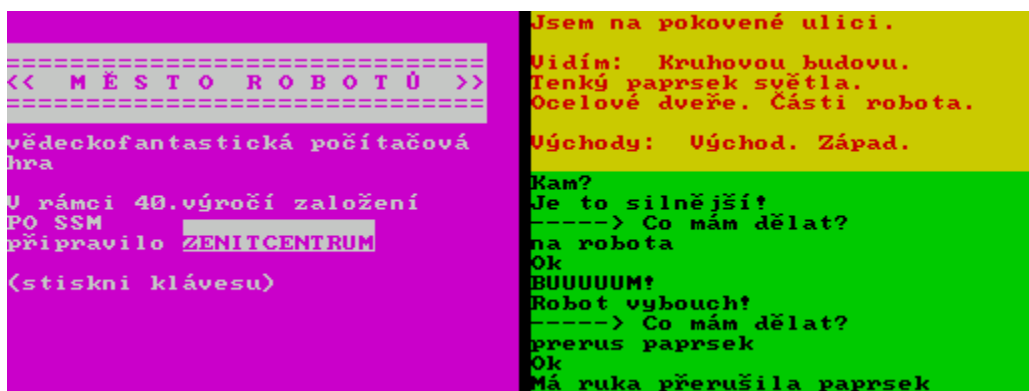 ==============================
<< M Ě S T O  R O B O T Ů >>
==============================
vědeckofantastická počítačová
hra
V rámci 40.výročí založení
PO SSM
připravilo ZENITCENTRUM
(stiskni klávesu)
Jsem na pokovené ulici.
Vidím: Kruhovou budovu.
Tenký paprsek světla.
Ocelové dveře. Části robota.
Východy: Východ. Západ.
Kam?
Je to silnější!
-----> Co mám dělat?
na robota
Ok
BUUUUUM!
Robot vybouch!
-----> Co mám dělat?
prerus paprsek
Ok
Má ruka přerušila paprsek